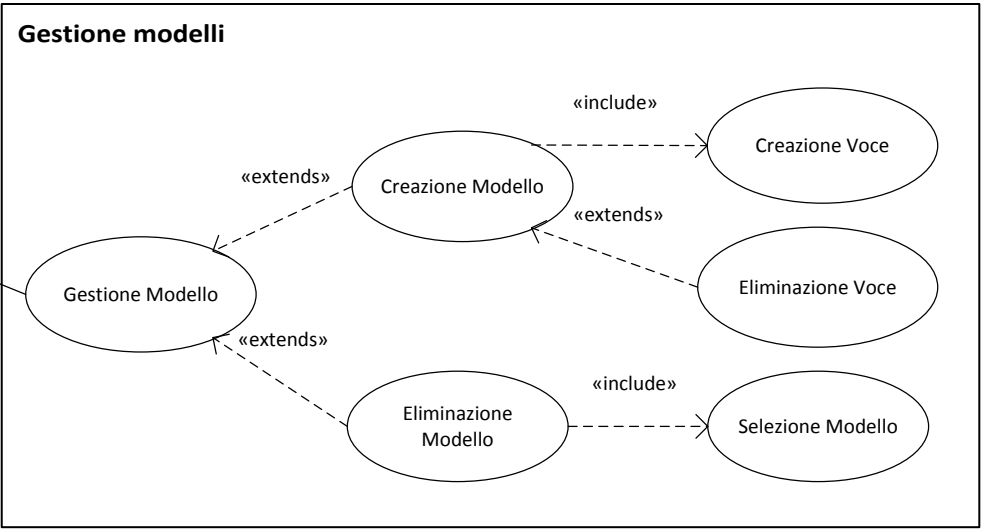 Gestione modelli
«include»
Creazione Voce
«extends»
Creazione Modello
«extends»
Gestione Modello
Eliminazione Voce
«extends»
«include»
Eliminazione
Modello
Selezione Modello